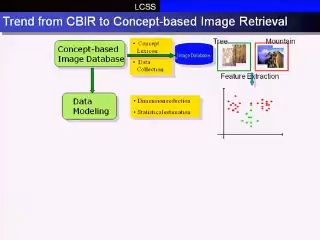 LCSS
Trend from CBIR to Concept-based Image Retrieval
Concept-based
Image Database
• Concept
Lexicon
• Data
Collection
Image Database
Tree
Mountain
Feature Extraction
Data
Modeling
• Dimension reduction
• Statistical estimation